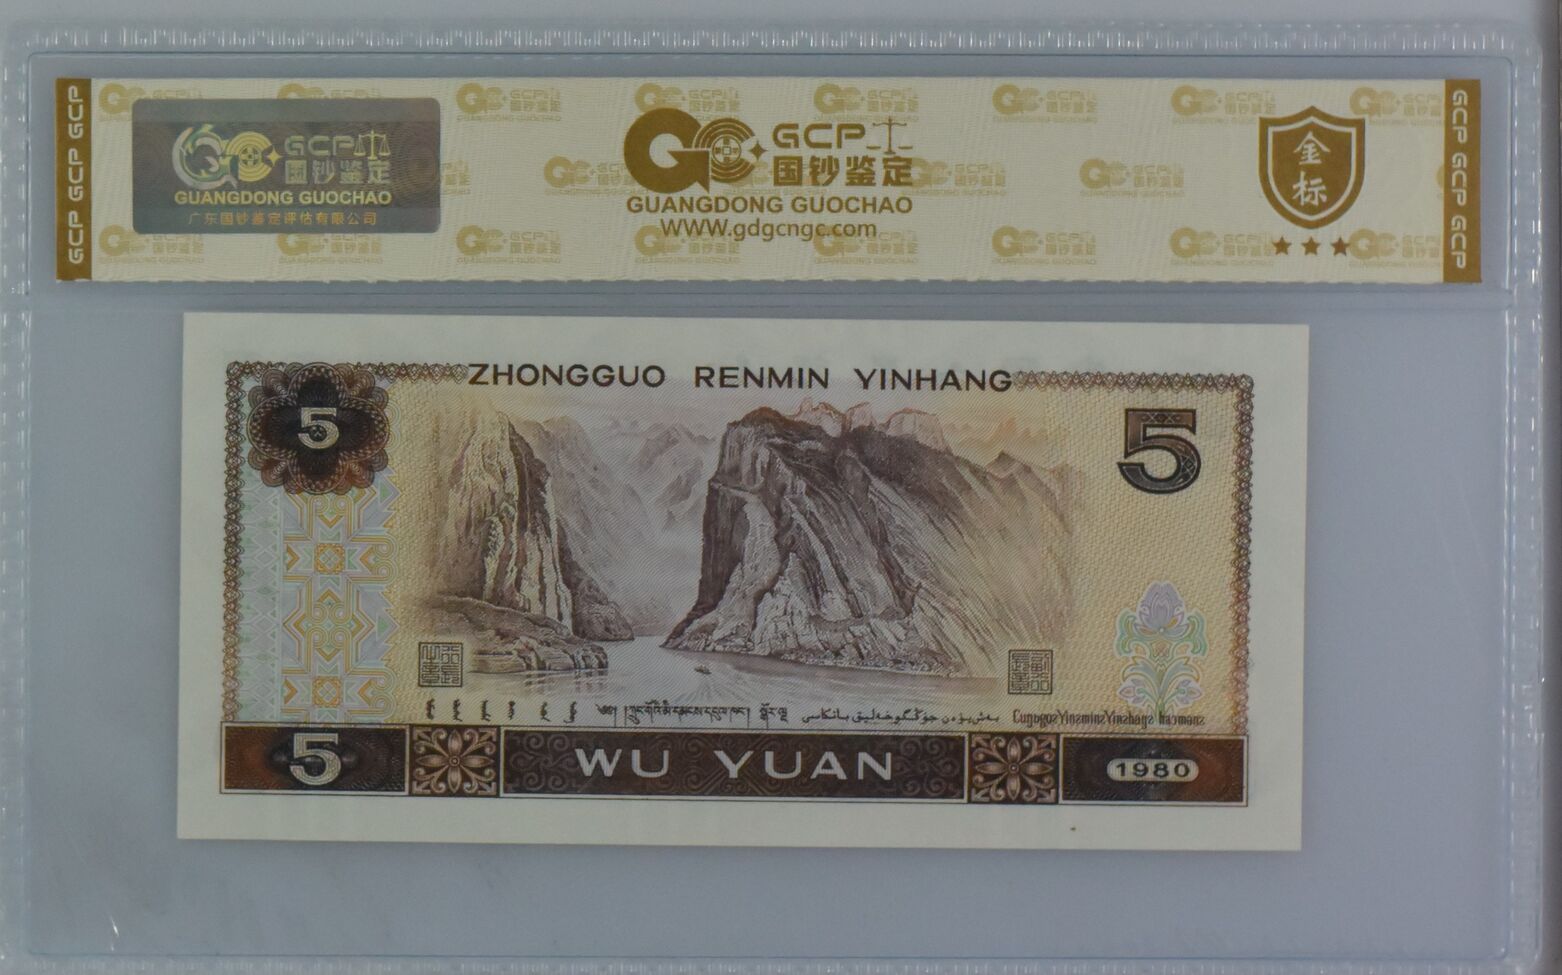 GCP GCP GCP
GCP
国钞鉴定
GUANGDONG GUOCHAO
广东国钞鉴定评估有限公司
GCP
国钞鉴定
GUANGDONG GUOCHAO
WWW.gdgcngc.com
金
标
GCP GCP GCP
ZHONGGUO RENMIN YINHANG
5
5
5
WU YUAN
1980